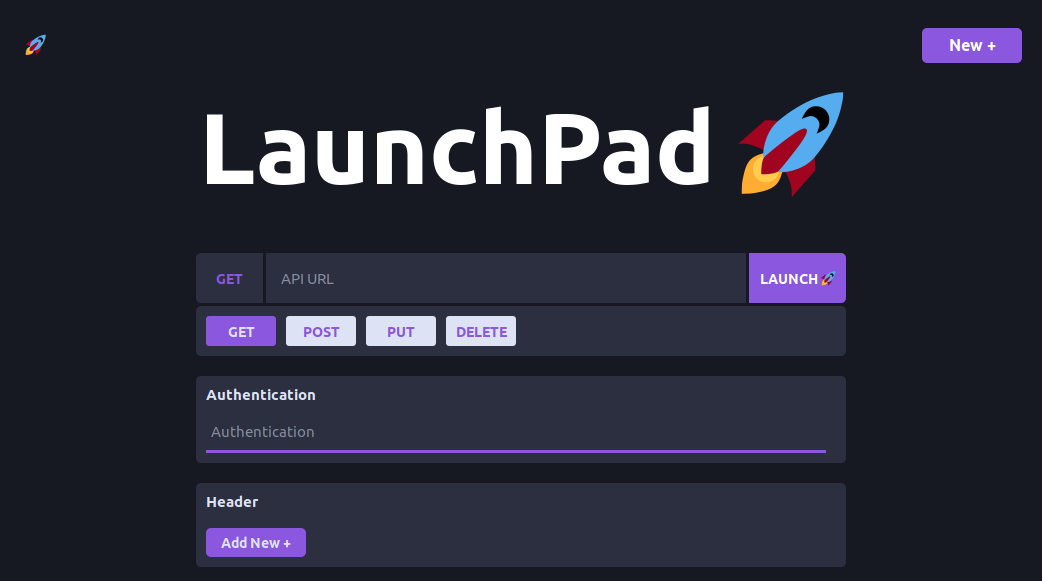 New +
LaunchPad
GET
API URL
LAUNCH
GET POST PUT DELETE
Authentication
Authentication
Header
Add New +